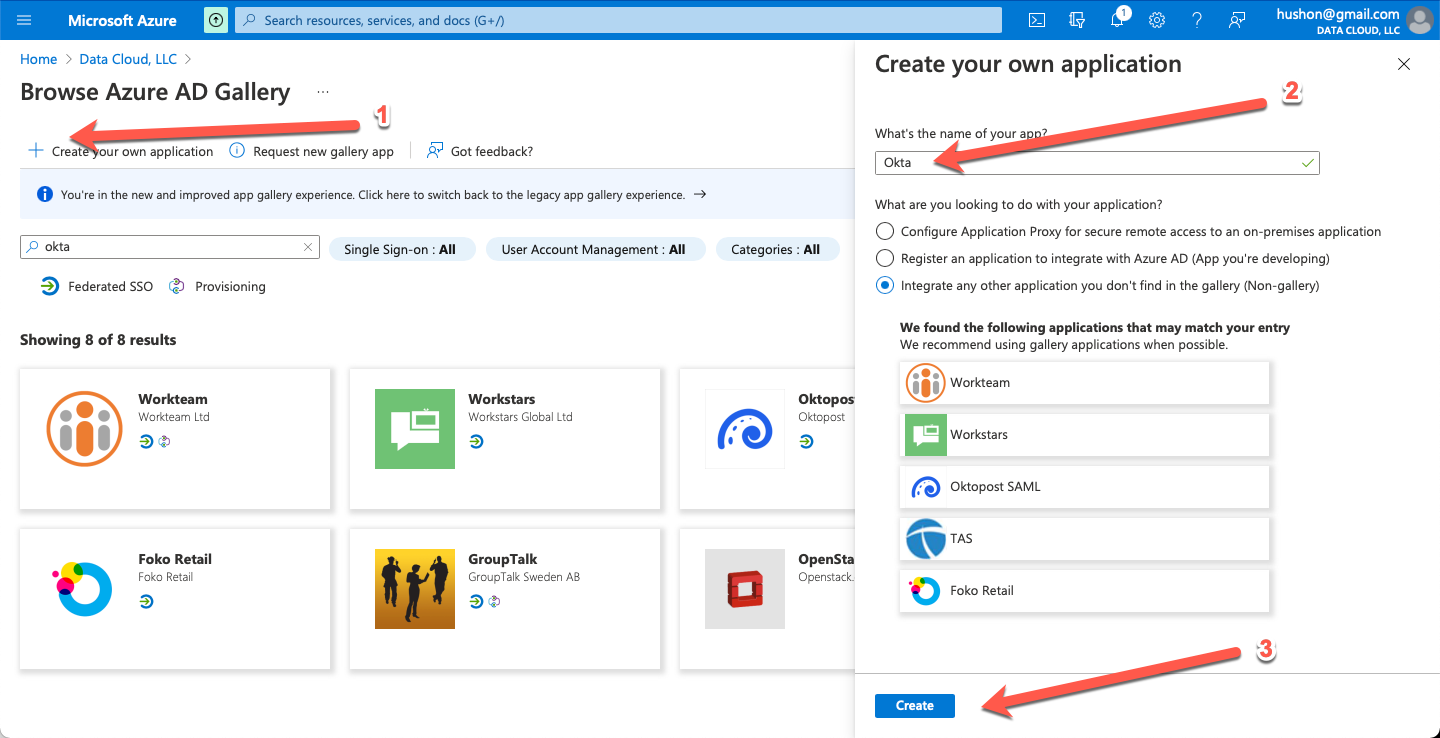 Microsoft Azure
Search resources, services, and docs (G+/)
1
hushon@gmail.com
DATA CLOUD, LLC
Home > Data Cloud, LLC >
Browse Azure AD Gallery ...
1
+ Create your own application
Request new gallery app
Got feedback?
You're in the new and improved app gallery experience. Click here to switch back to the legacy app gallery experience. →
okta
Single Sign-on : All
User Account Management : All
Categories : All
Federated SSO
Provisioning
Showing 8 of 8 results
Workteam
Workteam Ltd
Workstars
Workstars Global Ltd
Oktopost
Oktopost
Foko Retail
Foko Retail
GroupTalk
GroupTalk Sweden AB
OpenSta
Openstack.
Create your own application
2
What's the name of your app?
Okta
What are you looking to do with your application?
Configure Application Proxy for secure remote access to an on-premises application
Register an application to integrate with Azure AD (App you're developing)
Integrate any other application you don't find in the gallery (Non-gallery)
We found the following applications that may match your entry
We recommend using gallery applications when possible.
Workteam
Workstars
Oktopost SAML
TAS
Foko Retail
3
Create